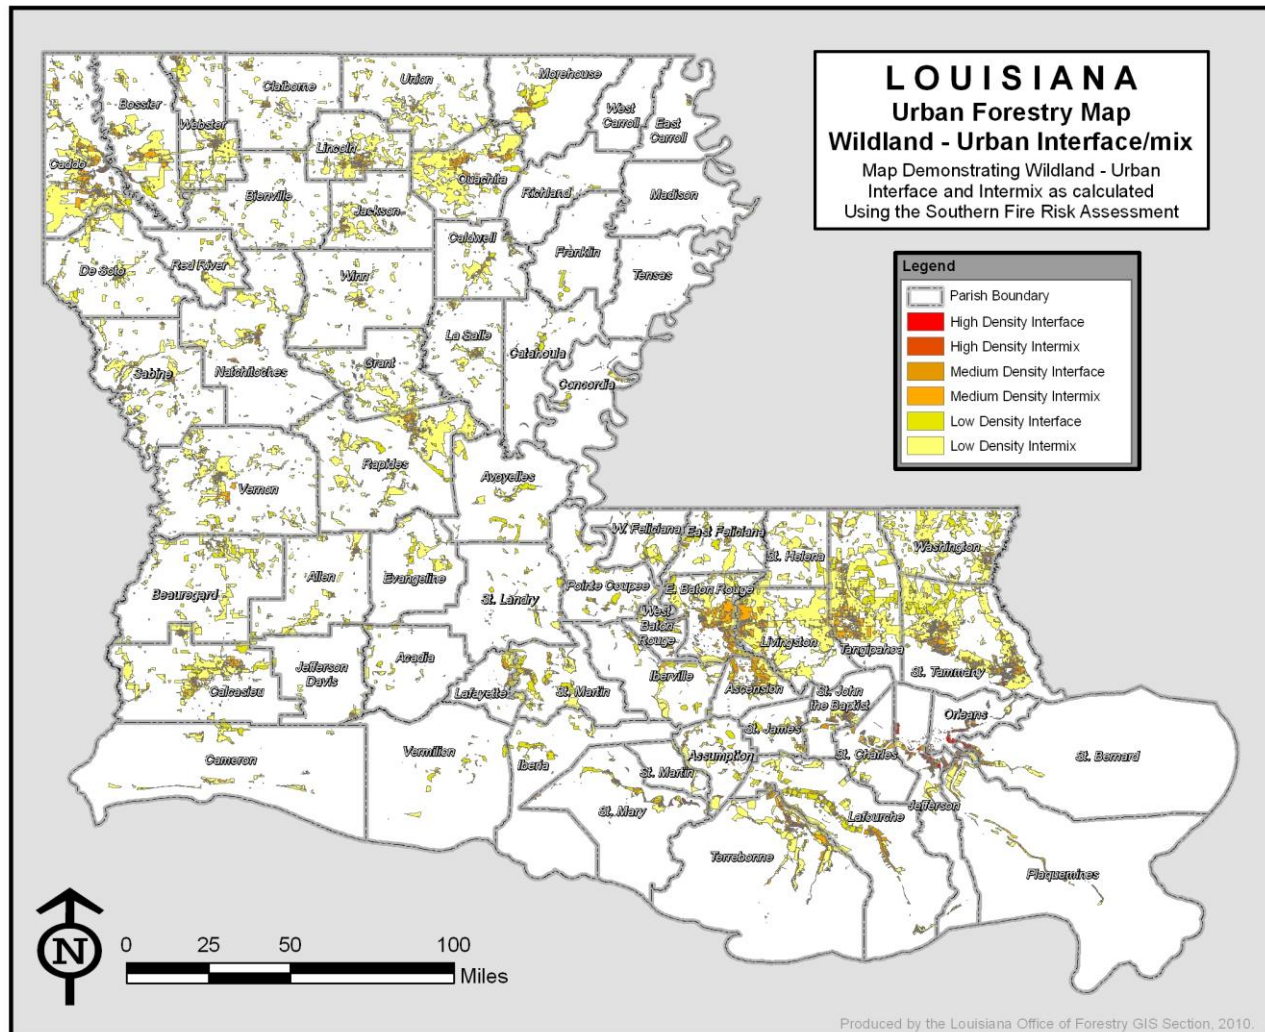 LOUISIANA
Urban Forestry Map
Wildland - Urban Interface/mix
Map Demonstrating Wildland - Urban
Interface and Intermix as calculated
Using the Southern Fire Risk Assessment
Legend
Parish Boundary
High Density Interface
High Density Intermix
Medium Density Interface
Medium Density Intermix
Low Density Interface
Low Density Intermix
Caddo
Bossier
Webster
Claiborne
Union
Morehouse
West
Carroll
East
Carroll
Lincoln
Ouachita
Bienville
Jackson
Richland
Madison
De Soto
Red River
Winn
Caldwell
Franklin
Tensas
Sabine
Natchitoches
Grant
La Salle
Catahoula
Concordia
Vernon
Rapides
Avoyelles
Beauregard
Allen
Evangeline
St. Landry
Pointe Coupee
W. Feliciana
East Feliciana
St. Helena
Washington
E. Baton Rouge
West
Baton
Rouge
Livingston
Tangipahoa
St. Tammany
Calcasieu
Jefferson
Davis
Acadia
Lafayette
St. Martin
Iberville
Ascension
St. John
the Baptist
Orleans
St. James
St. Charles
St. Bernard
Cameron
Vermilion
Iberia
St. Martin
Assumption
St. Mary
Jefferson
Lafourche
Terrebonne
Plaquemines
N
0 25 50 100
Miles
Produced by the Louisiana Office of Forestry GIS Section, 2010.